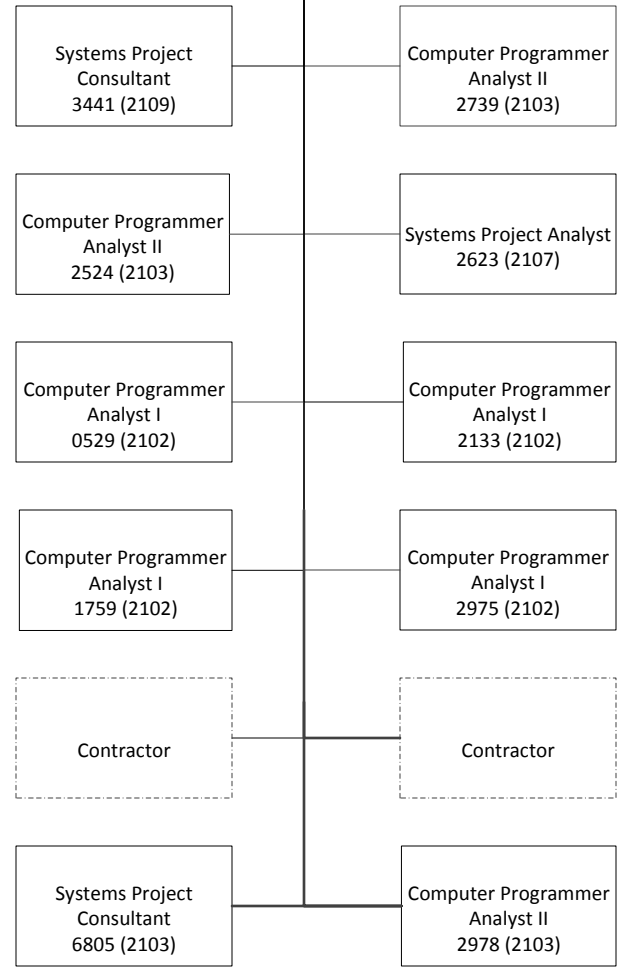 Systems Project
Consultant
3441 (2109)
Computer Programmer
Analyst II
2739 (2103)
Computer Programmer
Analyst II
2524 (2103)
Systems Project Analyst
2623 (2107)
Computer Programmer
Analyst I
0529 (2102)
Computer Programmer
Analyst I
2133 (2102)
Computer Programmer
Analyst I
1759 (2102)
Computer Programmer
Analyst I
2975 (2102)
Contractor
Contractor
Systems Project
Consultant
6805 (2103)
Computer Programmer
Analyst II
2978 (2103)